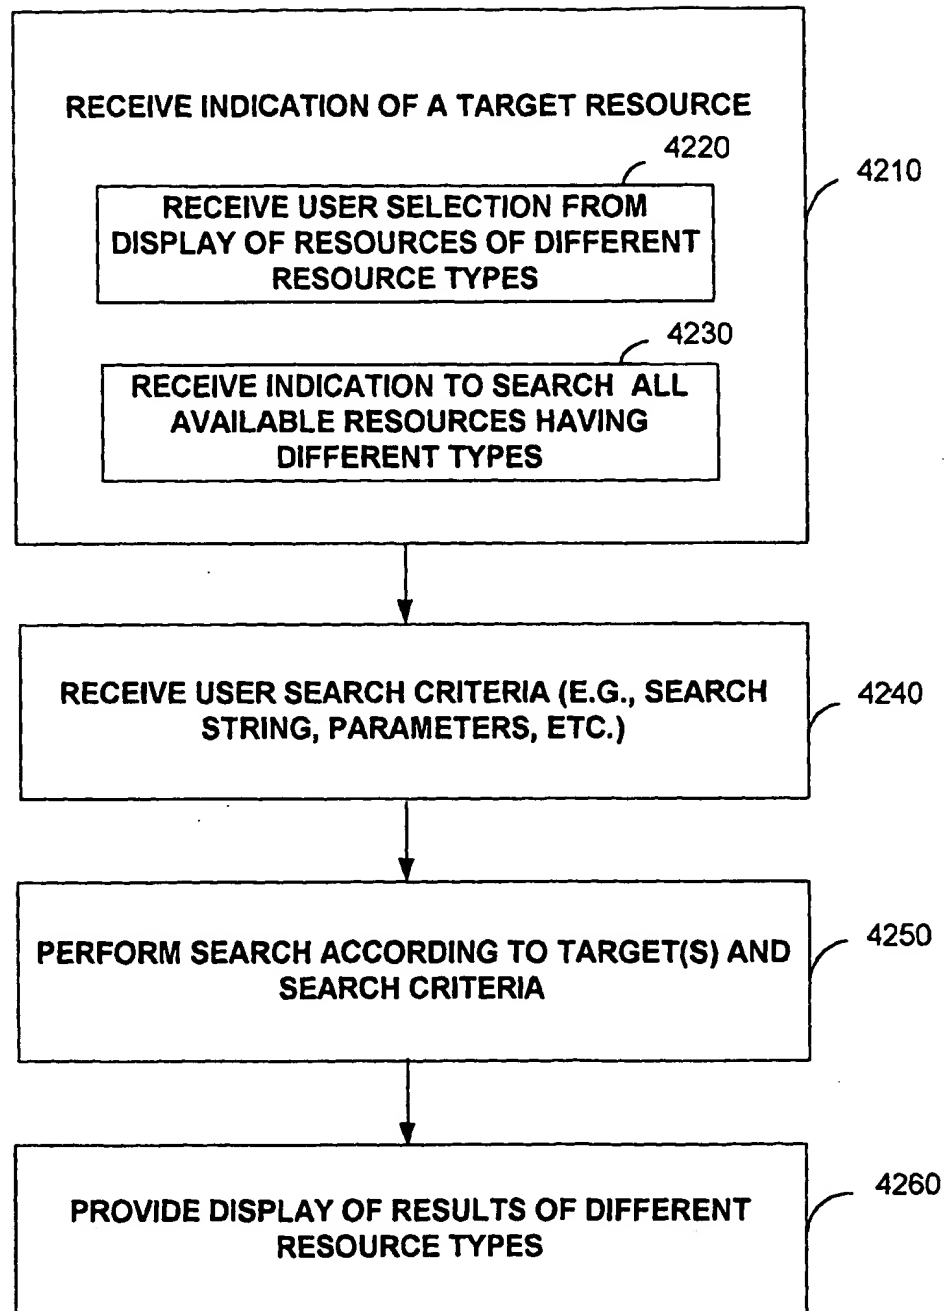 RECEIVE INDICATION OF A TARGET RESOURCE
4220
4210
RECEIVE USER SELECTION FROM
DISPLAY OF RESOURCES OF DIFFERENT
RESOURCE TYPES
4230
RECEIVE INDICATION TO SEARCH ALL
AVAILABLE RESOURCES HAVING
DIFFERENT TYPES
RECEIVE USER SEARCH CRITERIA (E.G., SEARCH
STRING, PARAMETERS, ETC.)
4240
PERFORM SEARCH ACCORDING TO TARGET(S) AND
SEARCH CRITERIA
4250
PROVIDE DISPLAY OF RESULTS OF DIFFERENT
RESOURCE TYPES
4260